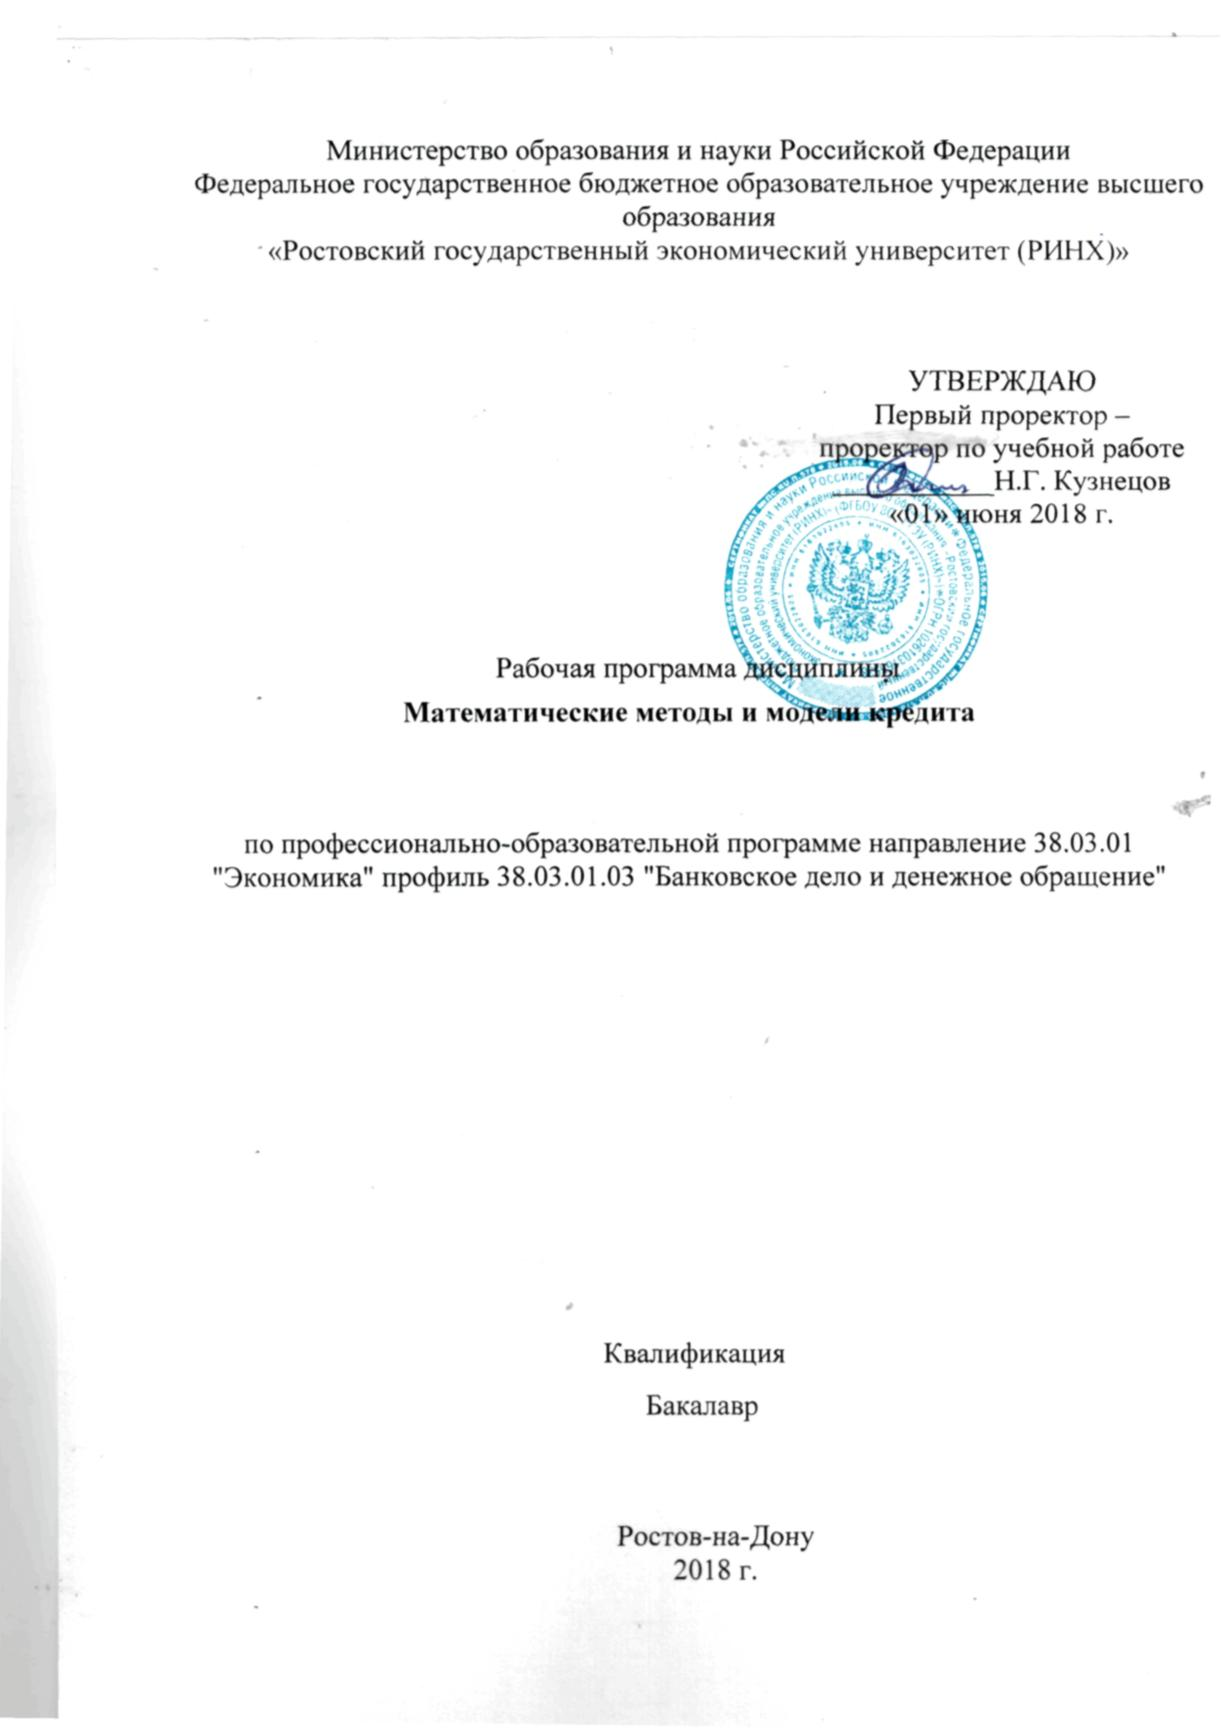 Министерство образования и науки Российской Федерации
Федеральное государственное бюджетное образовательное учреждение высшего
образования
«Ростовский государственный экономический университет (РИНХ)»
УТВЕРЖДАЮ
Первый проректор –
проректор по учебной работе
Н.Г. Кузнецов
«01» июня 2018 г.
Рабочая программа дисциплины
Математические методы и модели кредита
по профессионально-образовательной программе направление 38.03.01
"Экономика" профиль 38.03.01.03 "Банковское дело и денежное обращение"
Квалификация
Бакалавр
Ростов-на-Дону
2018 г.